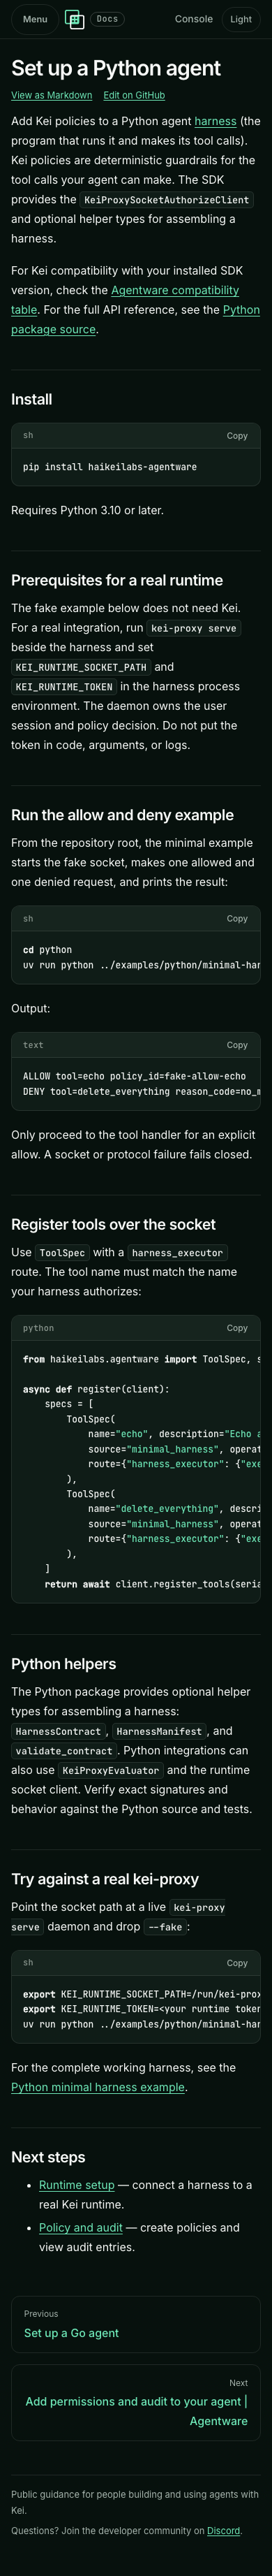 Menu
Docs
Console
Light
Set up a Python agent
View as Markdown Edit on GitHub
Add Kei policies to a Python agent harness (the
program that runs it and makes its tool calls).
Kei policies are deterministic guardrails for the
tool calls your agent can make. The SDK
provides the KeiProxySocketAuthorizeClient
and optional helper types for assembling a
harness.
For Kei compatibility with your installed SDK
version, check the Agentware compatibility
table. For the full API reference, see the Python
package source.
Install
sh
Copy
pip install haikeilabs-agentware
Requires Python 3.10 or later.
Prerequisites for a real runtime
The fake example below does not need Kei.
For a real integration, run kei-proxy serve
beside the harness and set
KEI_RUNTIME_SOCKET_PATH and
KEI_RUNTIME_TOKEN in the harness process
environment. The daemon owns the user
session and policy decision. Do not put the
token in code, arguments, or logs.
Run the allow and deny example
From the repository root, the minimal example
starts the fake socket, makes one allowed and
one denied request, and prints the result:
sh
Copy
cd python
uv run python ../examples/python/minimal-har
Output:
text
Copy
ALLOW tool=echo policy_id=fake-allow-echo
DENY tool=delete_everything reason_code=no_m
Only proceed to the tool handler for an explicit
allow. A socket or protocol failure fails closed.
Register tools over the socket
Use ToolSpec with a harness_executor
route. The tool name must match the name
your harness authorizes:
python
Copy
from haikeilabs.agentware import ToolSpec, s
async def register(client):
specs = [
ToolSpec(
name="echo", description="Echo a
source="minimal_harness", operat
route={"harness_executor": {"exe
),
ToolSpec(
name="delete_everything", descri
source="minimal_harness", operat
route={"harness_executor": {"exe
),
]
return await client.register_tools(seria
Python helpers
The Python package provides optional helper
types for assembling a harness:
HarnessContract, HarnessManifest, and
validate_contract. Python integrations can
also use KeiProxyEvaluator and the runtime
socket client. Verify exact signatures and
behavior against the Python source and tests.
Try against a real kei-proxy
Point the socket path at a live kei-proxy
serve daemon and drop --fake:
sh
Copy
export KEI_RUNTIME_SOCKET_PATH=/run/kei-prox
export KEI_RUNTIME_TOKEN=<your runtime token
uv run python ../examples/python/minimal-har
For the complete working harness, see the
Python minimal harness example.
Next steps
• Runtime setup — connect a harness to a
real Kei runtime.
• Policy and audit — create policies and
view audit entries.
Previous
Set up a Go agent
Next
Add permissions and audit to your agent |
Agentware
Public guidance for people building and using agents with
Kei.
Questions? Join the developer community on Discord.